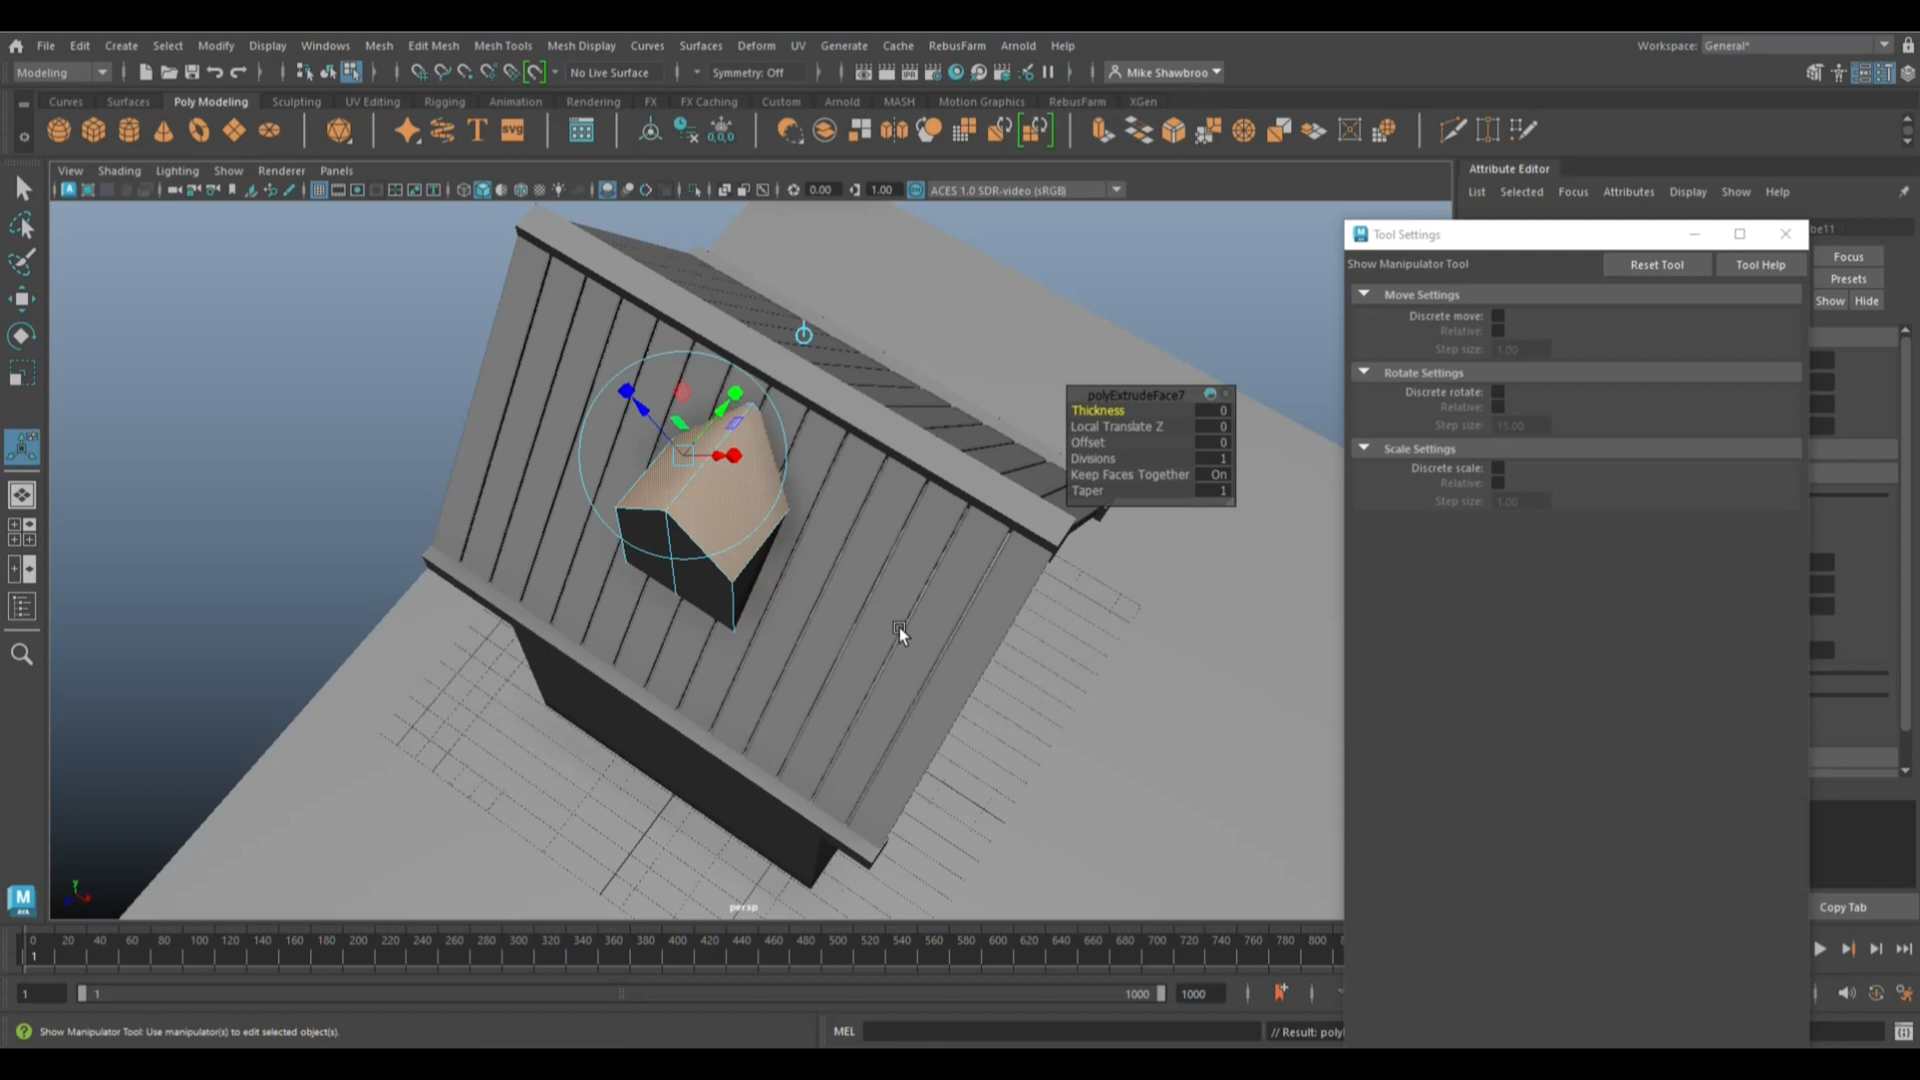 File Edit Create Select Modify Display Windows Mesh Edit Mesh Mesh Tools Mesh Display Curves Surfaces Deform UV Generate Cache RebusFarm Arnold Help
Workspace: General*
Modeling
No Live Surface
Symmetry: Off
Mike Shawbroo
Curves Surfaces Poly Modeling Sculpting UV Editing Rigging Animation Rendering FX FX Caching Custom Arnold MASH Motion Graphics RebusFarm XGen
SVG
0,0,0
View Shading Lighting Show Renderer Panels
Attribute Editor
0.00
1.00
ACES 1.0 SDR-video (sRGB)
List Selected Focus Attributes Display Show Help
Tool Settings
be11
Show Manipulator Tool
Reset Tool
Tool Help
Focus
Presets
Show Hide
Move Settings
Discrete move:
Relative:
Step size: 1.00
Rotate Settings
Discrete rotate:
Relative:
Step size: 15.00
Scale Settings
Discrete scale:
Relative:
Step size: 1.00
polyExtrudeFace7
Thickness 0
Local Translate Z 0
Offset 0
Divisions 1
Keep Faces Together On
Taper 1
M
AYA
persp
Copy Tab
0 20 40 60 80 100 120 140 160 180 200 220 240 260 280 300 320 340 360 380 400 420 440 460 480 500 520 540 560 580 600 620 640 660 680 700 720 740 760 780 800
1
1
1
1000
1000
Show Manipulator Tool: Use manipulator(s) to edit selected object(s).
MEL
// Result: poly